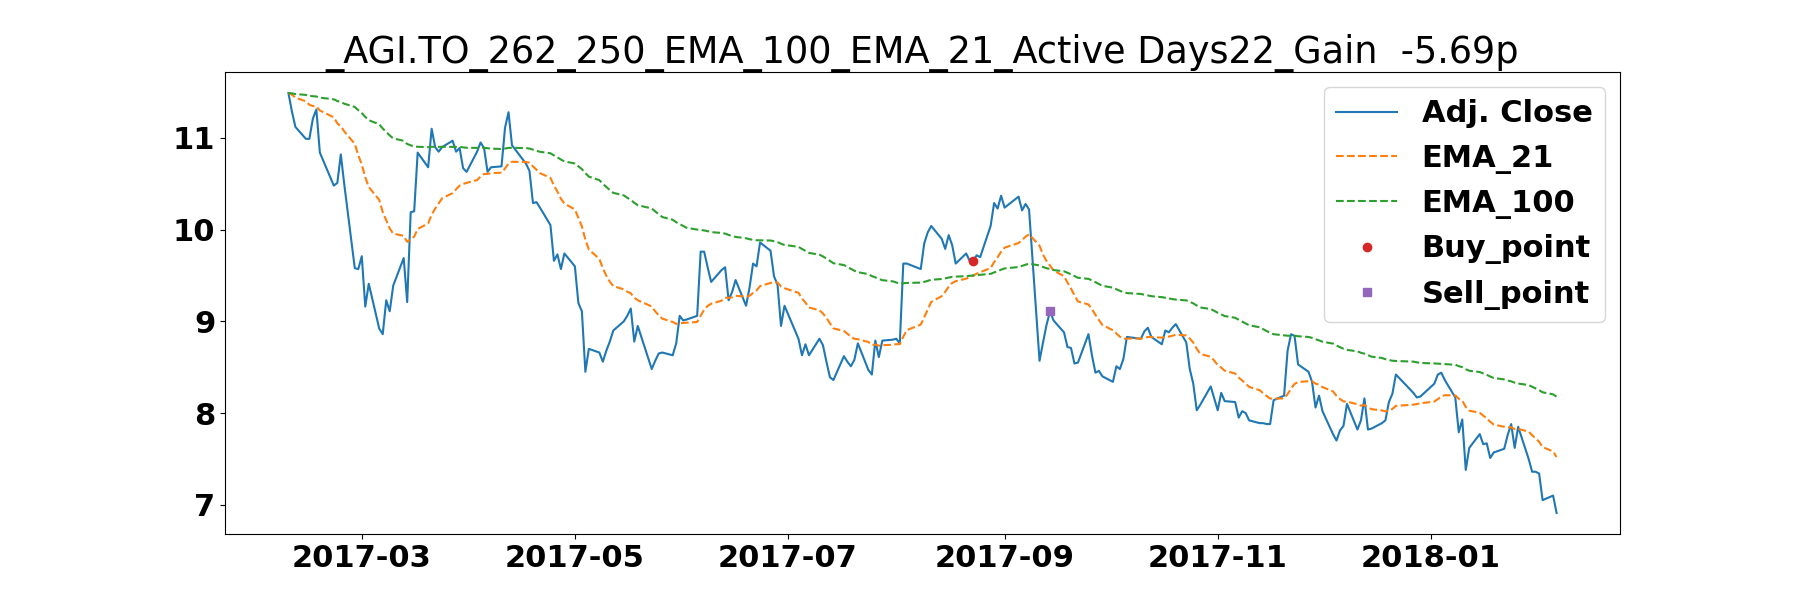 _AGI.TO_262_250_EMA_100_EMA_21_Active Days22_Gain  -5.69p
Adj. Close
EMA_21
EMA_100
Buy_point
Sell_point
11
10
9
8
7
2017-03 2017-05 2017-07 2017-09 2017-11 2018-01